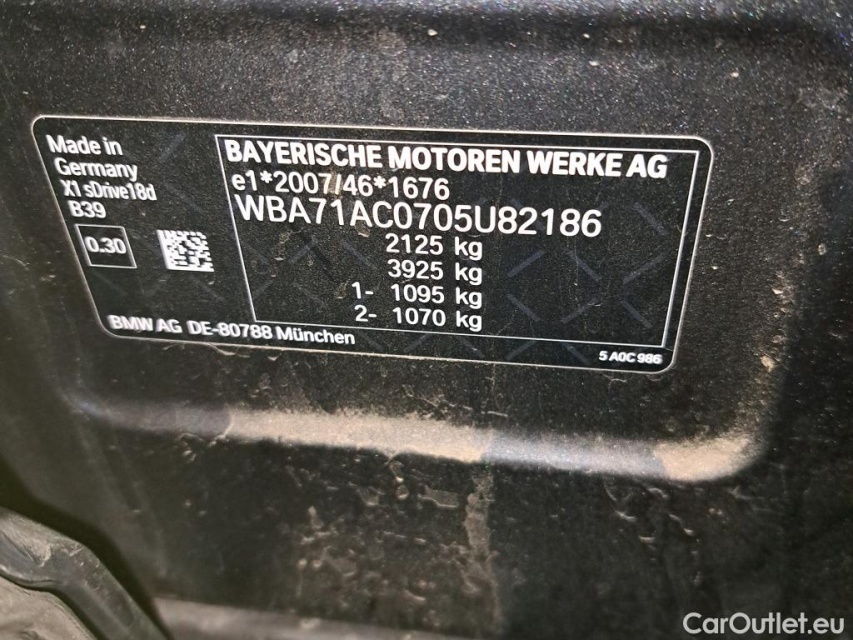 Made in
Germany
X1 sDrive18d
B39
0.30
BMW AG DE-80788 München
BAYERISCHE MOTOREN WERKE AG
e1*2007/46*1676
WBA71AC0705U82186
2125 kg
3925 kg
1- 1095 kg
2- 1070 kg
5 A0C 986
CarOutlet.eu